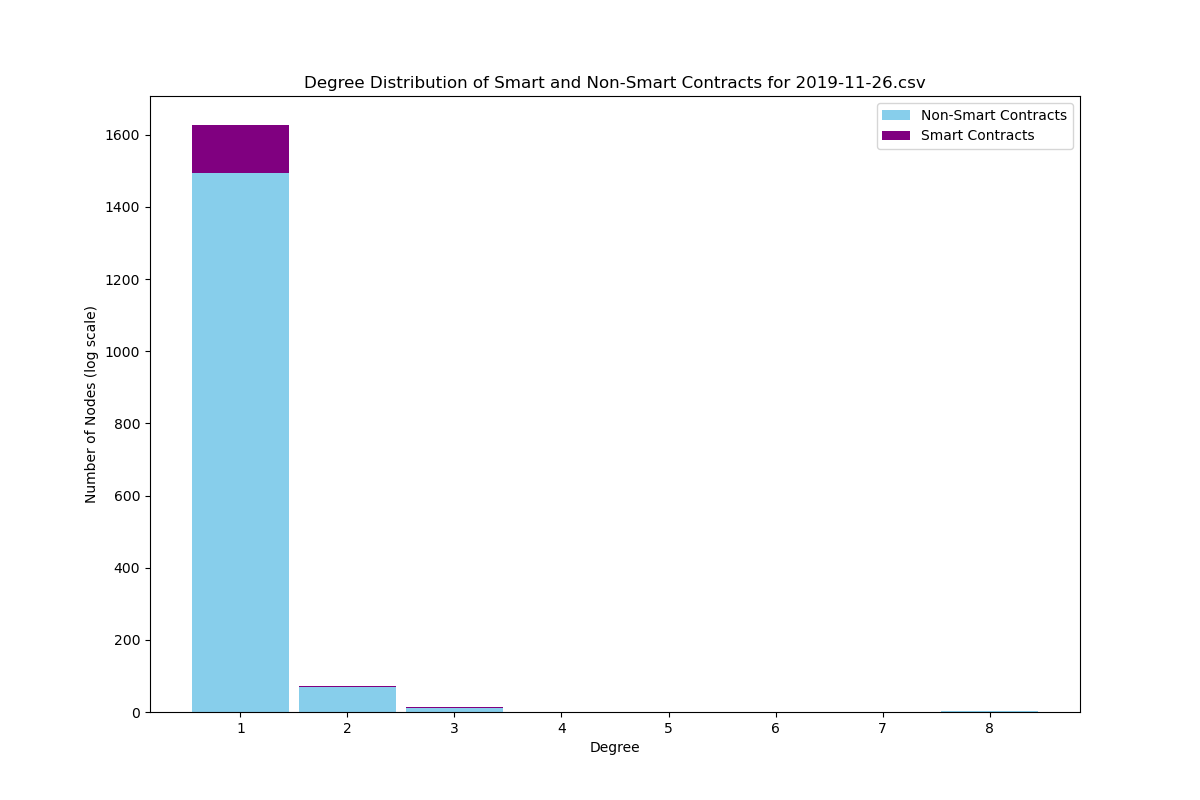 Degree Distribution of Smart and Non-Smart Contracts for 2019-11-26.csv
Non-Smart Contracts
Smart Contracts
Number of Nodes (log scale)
1600
1400
1200
1000
800
600
400
200
0
1 2 3 4 5 6 7 8
Degree